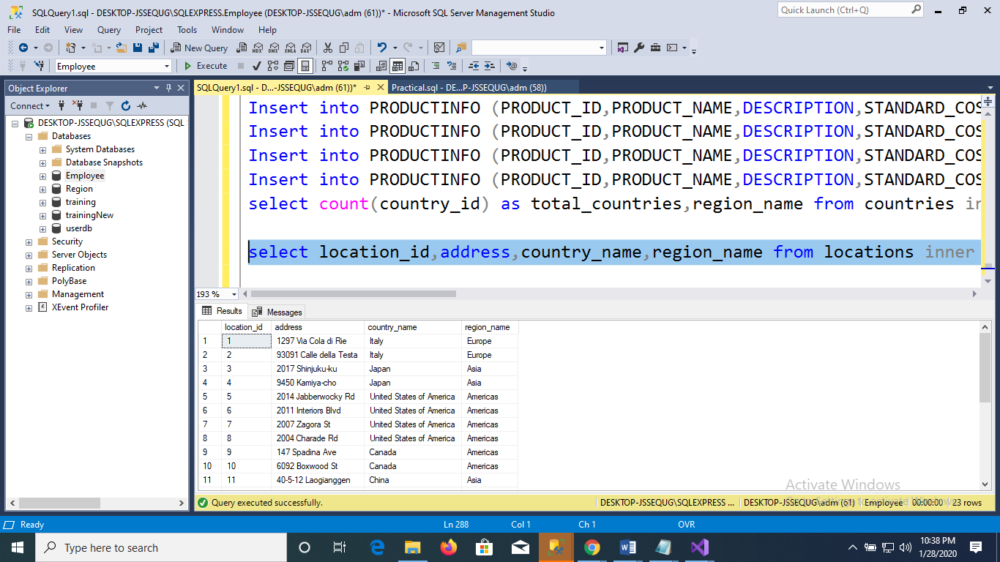 SQLQuery1.sql - DESKTOP-JSSEQUG\SQLEXPRESS.Employee (DESKTOP-JSSEQUG\adm (61))* - Microsoft SQL Server Management Studio
Quick Launch (Ctrl+Q)
File Edit View Query Project Tools Window Help
New Query
MDX DMX XMLA DAX
Employee
Execute
Object Explorer
Connect
DESKTOP-JSSEQUG\SQLEXPRESS (SQL S
Databases
System Databases
Database Snapshots
Employee
Region
training
trainingNew
userdb
Security
Server Objects
Replication
PolyBase
Management
XEvent Profiler
SQLQuery1.sql - D...-JSSEQUG\adm (61))*
Practical.sql - DE...P-JSSEQUG\adm (58))
Insert into PRODUCTINFO (PRODUCT_ID,PRODUCT_NAME,DESCRIPTION,STANDARD_COS
Insert into PRODUCTINFO (PRODUCT_ID,PRODUCT_NAME,DESCRIPTION,STANDARD_COS
Insert into PRODUCTINFO (PRODUCT_ID,PRODUCT_NAME,DESCRIPTION,STANDARD_COS
Insert into PRODUCTINFO (PRODUCT_ID,PRODUCT_NAME,DESCRIPTION,STANDARD_COS
select count(country_id) as total_countries,region_name from countries in
select location_id,address,country_name,region_name from locations inner
193 %
Results Messages
location_id address country_name region_name
1 1 1297 Via Cola di Rie Italy Europe
2 2 93091 Calle della Testa Italy Europe
3 3 2017 Shinjuku-ku Japan Asia
4 4 9450 Kamiya-cho Japan Asia
5 5 2014 Jabberwocky Rd United States of America Americas
6 6 2011 Interiors Blvd United States of America Americas
7 7 2007 Zagora St United States of America Americas
8 8 2004 Charade Rd United States of America Americas
9 9 147 Spadina Ave Canada Americas
10 10 6092 Boxwood St Canada Americas
11 11 40-5-12 Laogianggen China Asia
Activate Windows
Go to Settings to activate Windows.
Query executed successfully.
DESKTOP-JSSEQUG\SQLEXPRESS ... DESKTOP-JSSEQUG\adm (61) Employee 00:00:00 23 rows
Ready Ln 288 Col 1 Ch 1 OVR
Type here to search
10:38 PM
1/28/2020